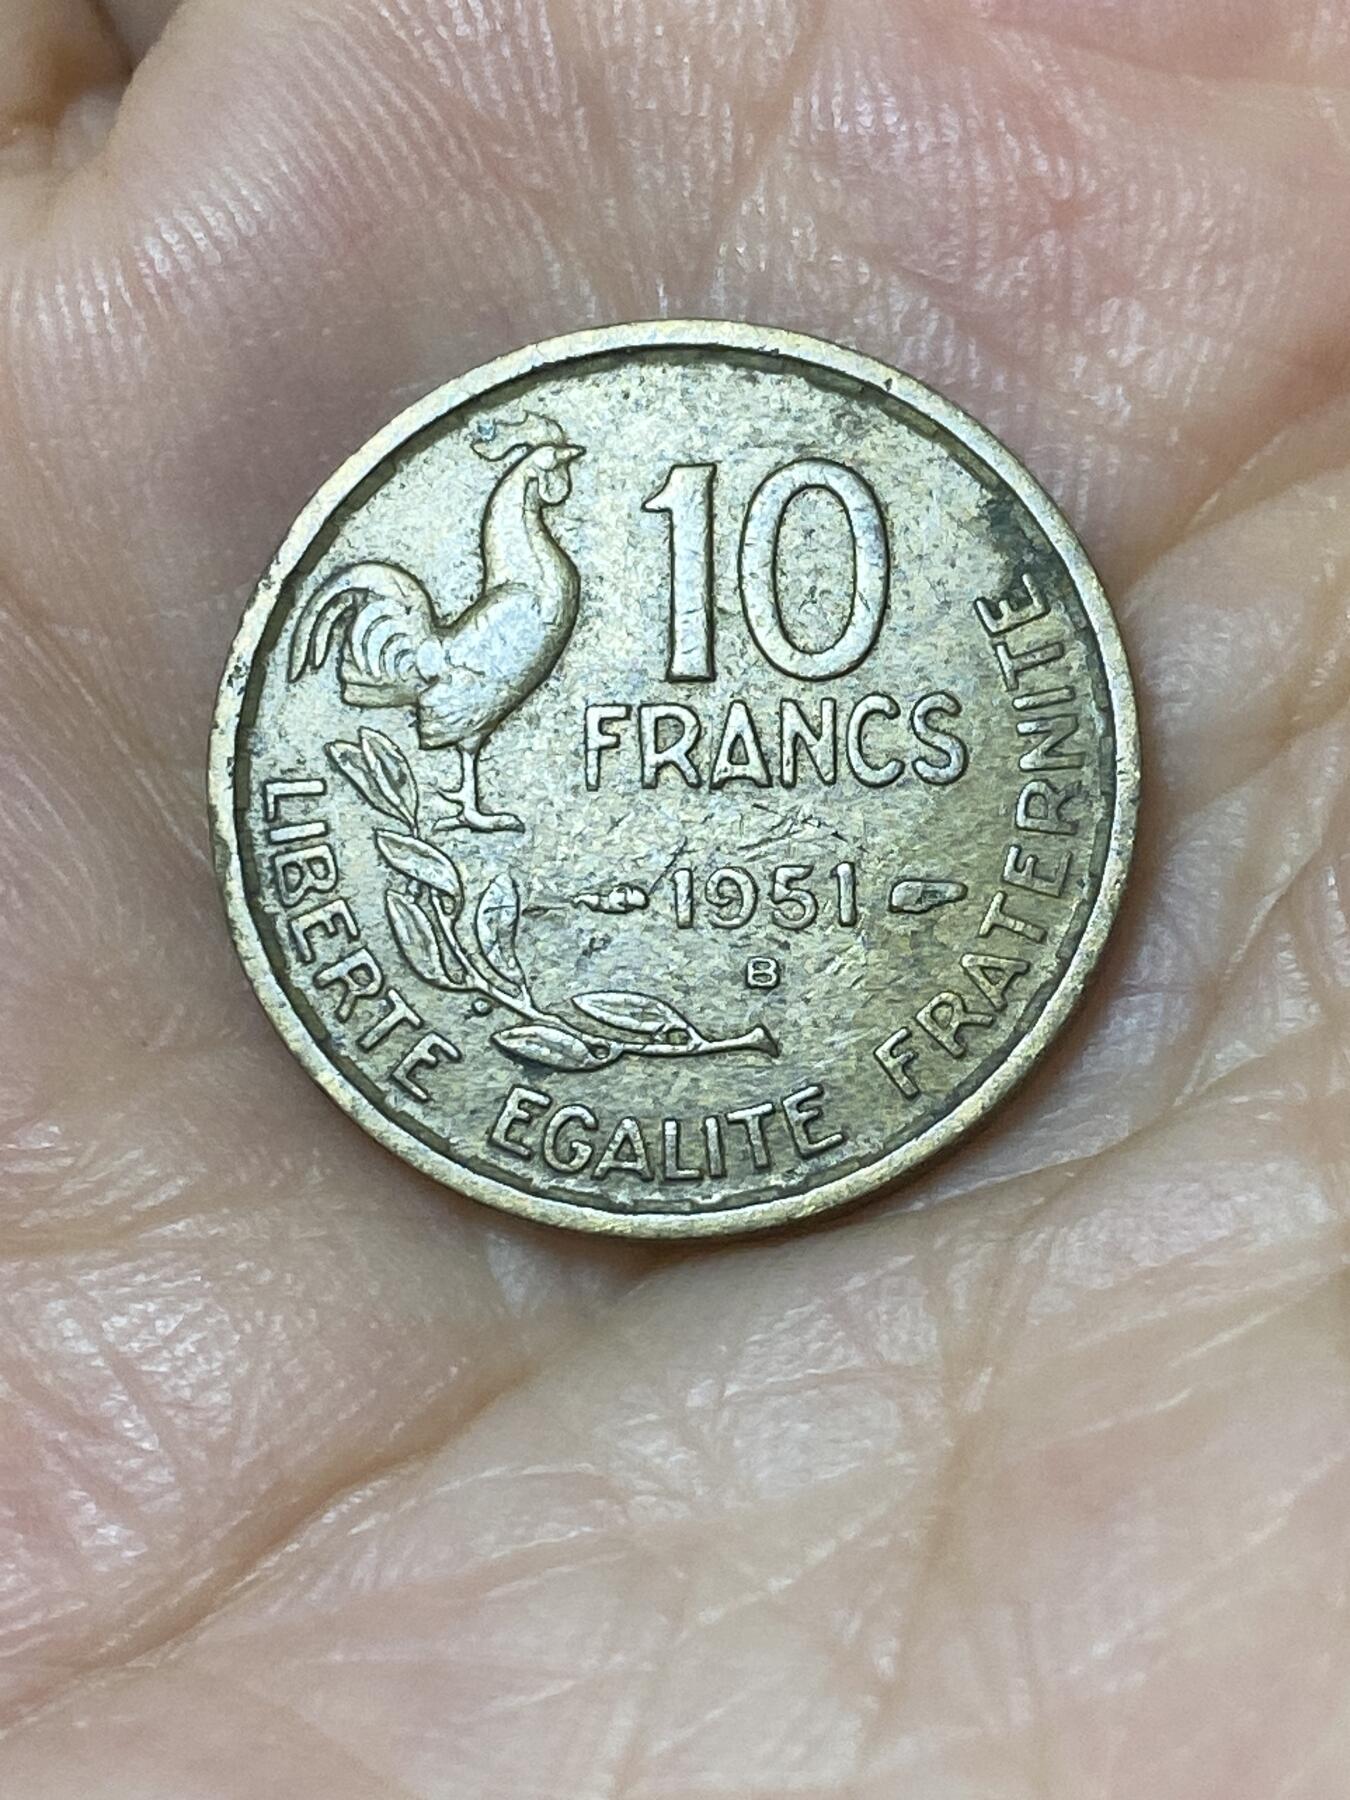 10
FRANCS
1951
B
LIBERTE EGALITE FRATERNITE